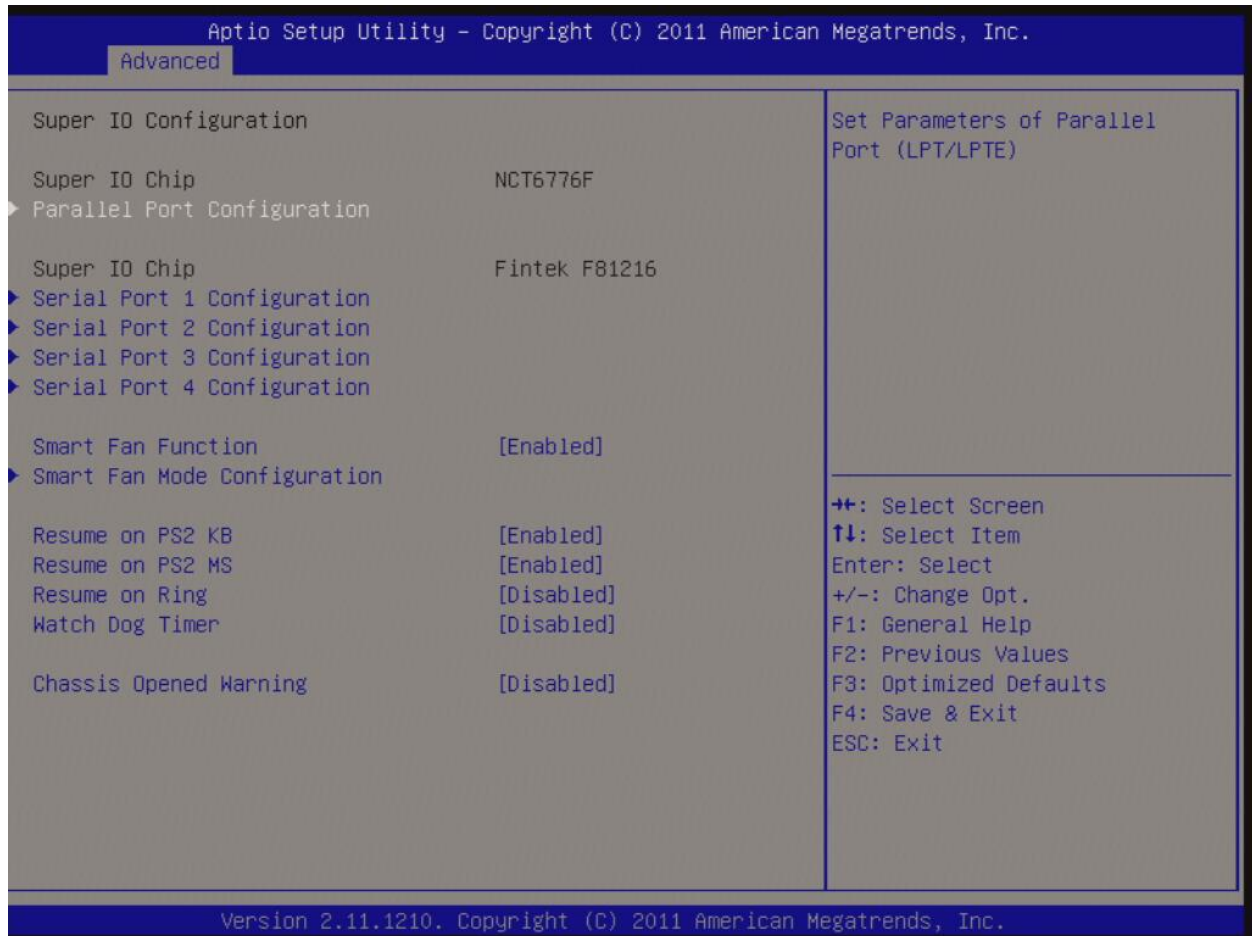 Aptio Setup Utility – Copyright (C) 2011 American Megatrends, Inc.
Advanced
Super IO Configuration
Super IO Chip NCT6776F
Parallel Port Configuration
Super IO Chip Fintek F81216
Serial Port 1 Configuration
Serial Port 2 Configuration
Serial Port 3 Configuration
Serial Port 4 Configuration
Smart Fan Function [Enabled]
Smart Fan Mode Configuration
Resume on PS2 KB [Enabled]
Resume on PS2 MS [Enabled]
Resume on Ring [Disabled]
Watch Dog Timer [Disabled]
Chassis Opened Warning [Disabled]
Set Parameters of Parallel
Port (LPT/LPTE)
→←: Select Screen
↑↓: Select Item
Enter: Select
+/-: Change Opt.
F1: General Help
F2: Previous Values
F3: Optimized Defaults
F4: Save & Exit
ESC: Exit
Version 2.11.1210. Copyright (C) 2011 American Megatrends, Inc.